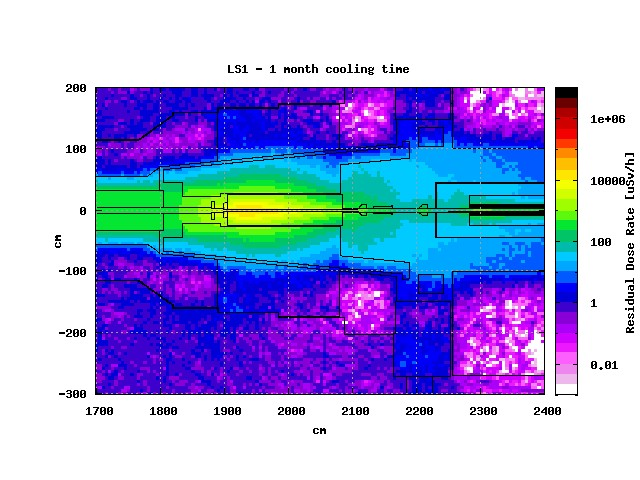 LS1 - 1 month cooling time
200
100
0
-100
-200
-300
cm
1700 1800 1900 2000 2100 2200 2300 2400
cm
1e+06
10000
100
1
0.01
Residual Dose Rate [uSv/h]